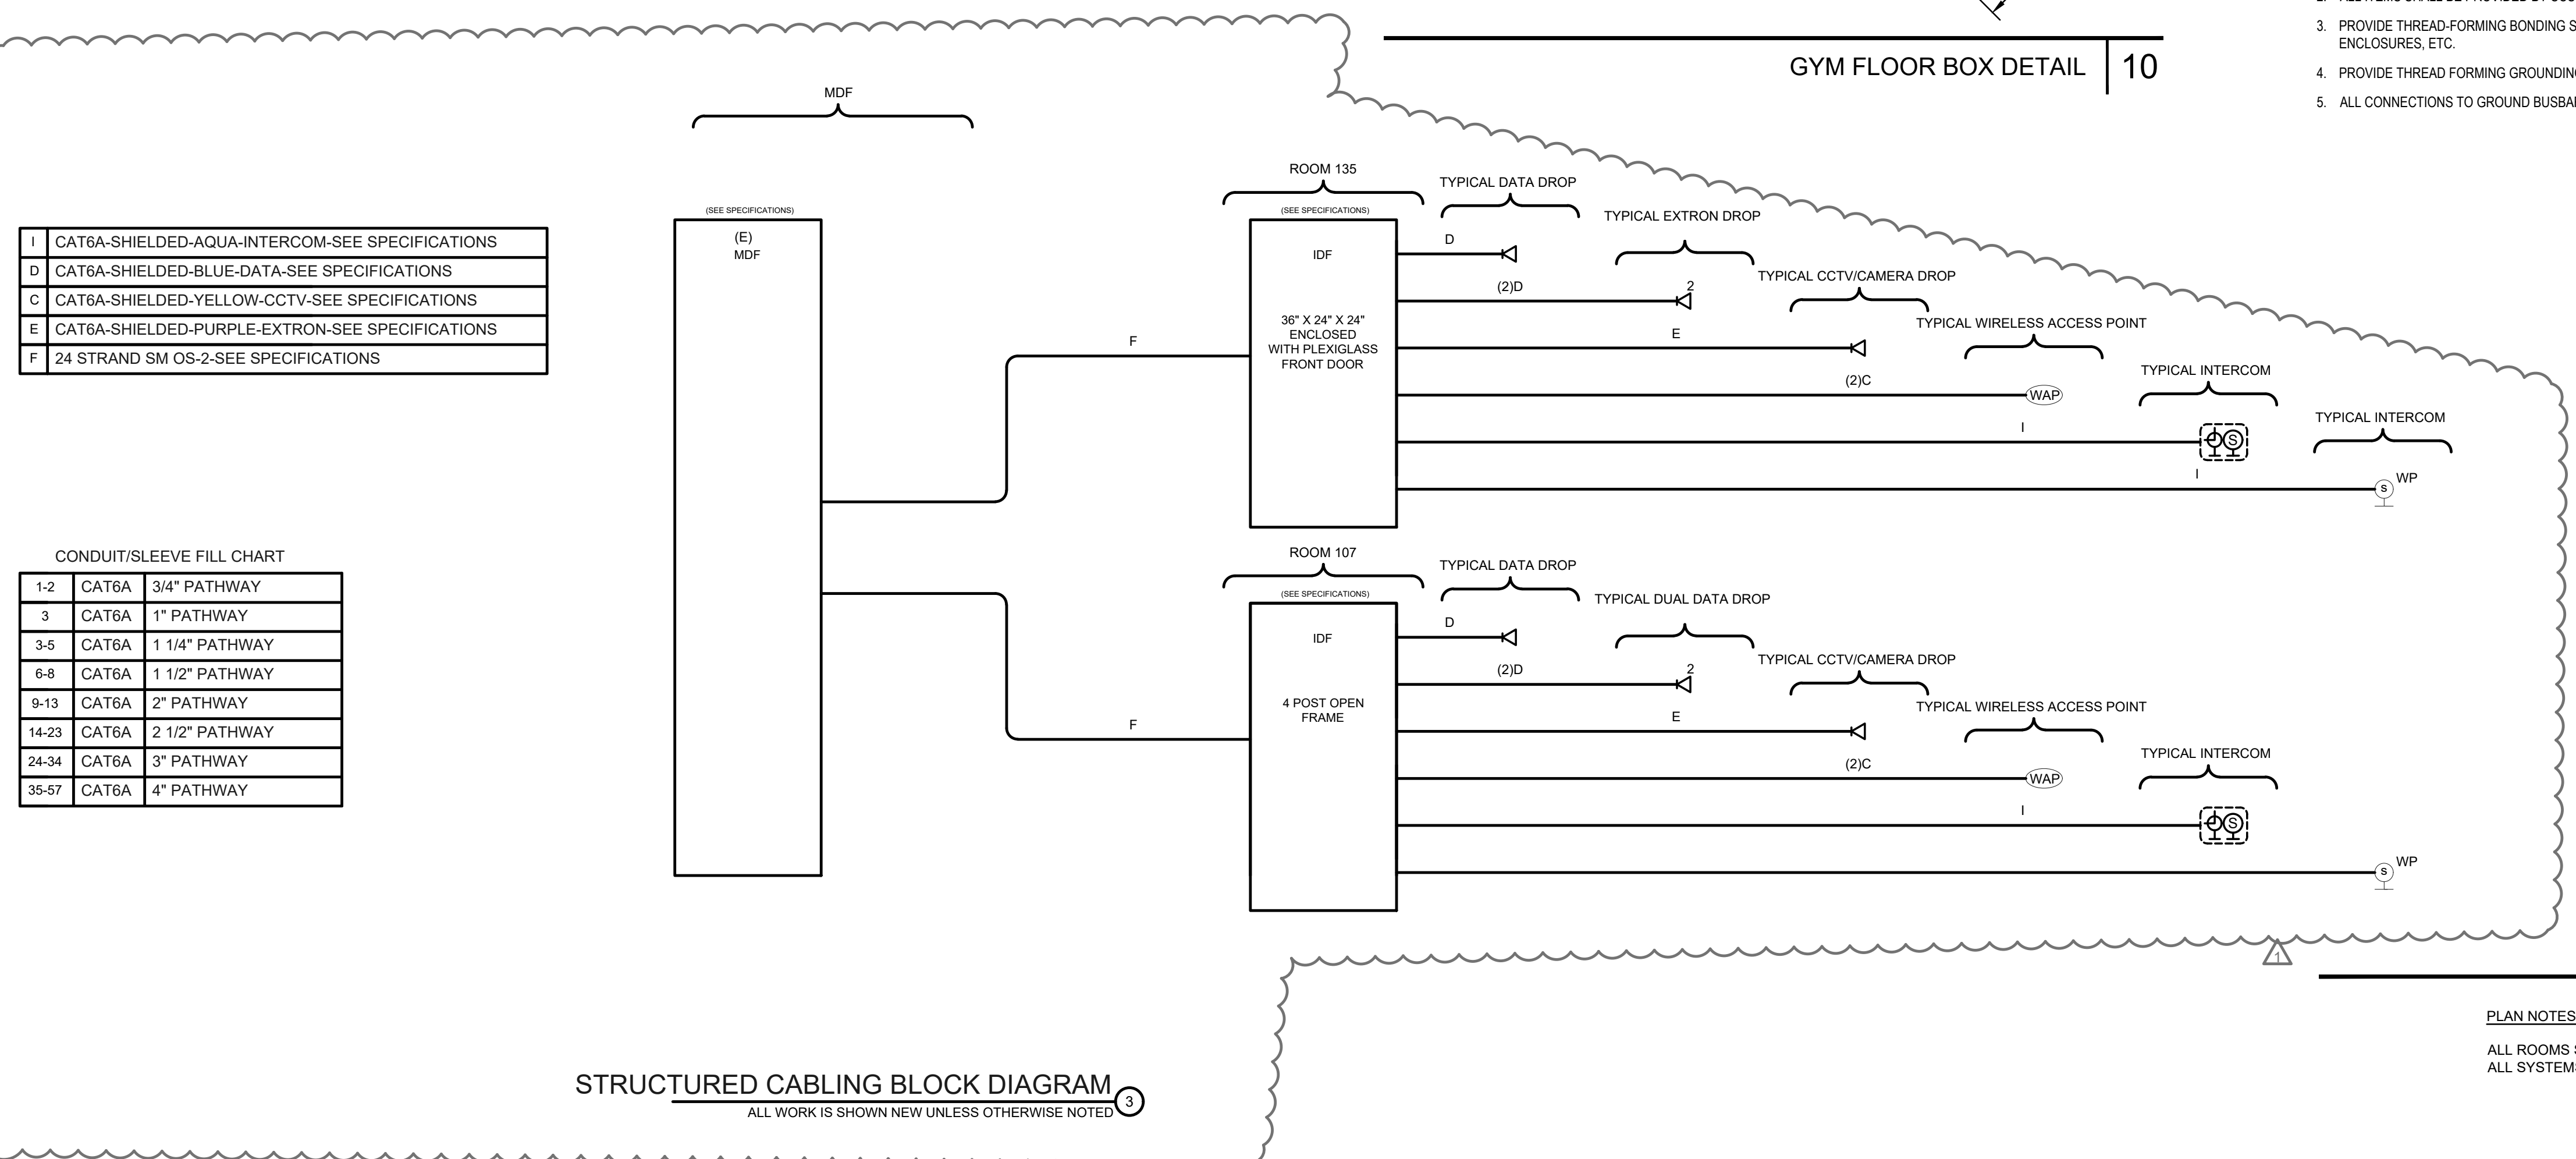 2. ALL ITEMS SHALL BE PROVIDED BY
3. PROVIDE THREAD-FORMING BONDING S
ENCLOSURES, ETC.
4. PROVIDE THREAD FORMING GROUNDING
5. ALL CONNECTIONS TO GROUND BUSBA
GYM FLOOR BOX DETAIL 10
MDF
(SEE SPECIFICATIONS)
(E)
MDF
I CAT6A-SHIELDED-AQUA-INTERCOM-SEE SPECIFICATIONS
D CAT6A-SHIELDED-BLUE-DATA-SEE SPECIFICATIONS
C CAT6A-SHIELDED-YELLOW-CCTV-SEE SPECIFICATIONS
E CAT6A-SHIELDED-PURPLE-EXTRON-SEE SPECIFICATIONS
F 24 STRAND SM OS-2-SEE SPECIFICATIONS
CONDUIT/SLEEVE FILL CHART
1-2 CAT6A 3/4" PATHWAY
3 CAT6A 1" PATHWAY
3-5 CAT6A 1 1/4" PATHWAY
6-8 CAT6A 1 1/2" PATHWAY
9-13 CAT6A 2" PATHWAY
14-23 CAT6A 2 1/2" PATHWAY
24-34 CAT6A 3" PATHWAY
35-57 CAT6A 4" PATHWAY
F
ROOM 135
(SEE SPECIFICATIONS)
IDF
36" X 24" X 24"
ENCLOSED
WITH PLEXIGLASS
FRONT DOOR
TYPICAL DATA DROP
D
TYPICAL EXTRON DROP
(2)D
2
TYPICAL CCTV/CAMERA DROP
E
TYPICAL WIRELESS ACCESS POINT
(2)C
WAP
TYPICAL INTERCOM
I
S
TYPICAL INTERCOM
I
S
WP
F
ROOM 107
(SEE SPECIFICATIONS)
IDF
4 POST OPEN
FRAME
TYPICAL DATA DROP
D
TYPICAL DUAL DATA DROP
(2)D
2
TYPICAL CCTV/CAMERA DROP
E
TYPICAL WIRELESS ACCESS POINT
(2)C
WAP
TYPICAL INTERCOM
I
S
S
WP
1
PLAN NOTES
ALL ROOMS
ALL SYSTEMS
STRUCTURED CABLING BLOCK DIAGRAM 3
ALL WORK IS SHOWN NEW UNLESS OTHERWISE NOTED